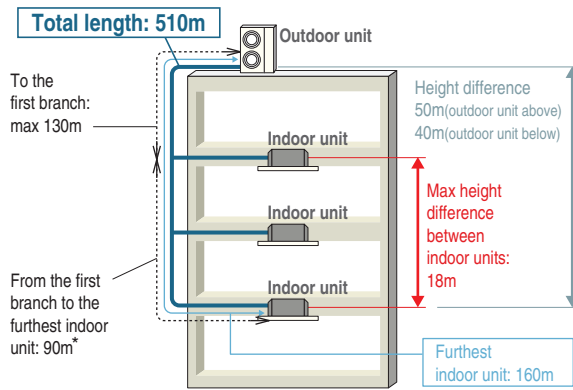 Total length: 510m
Outdoor unit
To the
first branch:
max 130m
Height difference
50m(outdoor unit above)
40m(outdoor unit below)
Indoor unit
Max height
difference
between
indoor units:
18m
Indoor unit
From the first
branch to the
furthest indoor
unit: 90m*
Indoor unit
Furthest
indoor unit: 160m